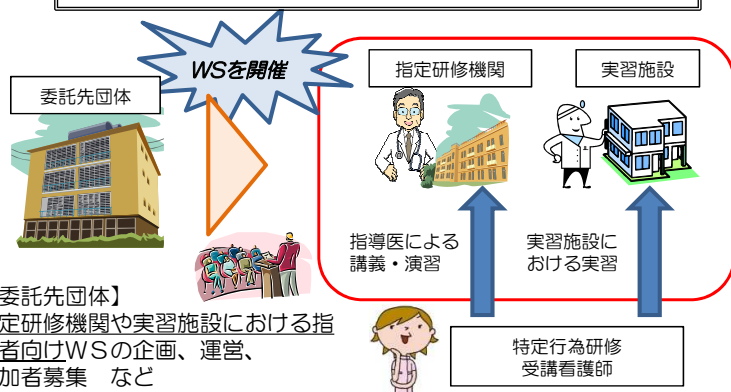 WSを開催
委託先団体
指定研修機関
実習施設
指導医による
講義・演習
実習施設に
おける実習
委託先団体】
定研修機関や実習施設における指
者向けWSの企画、運営、
加者募集　など
特定行為研修
受講看護師